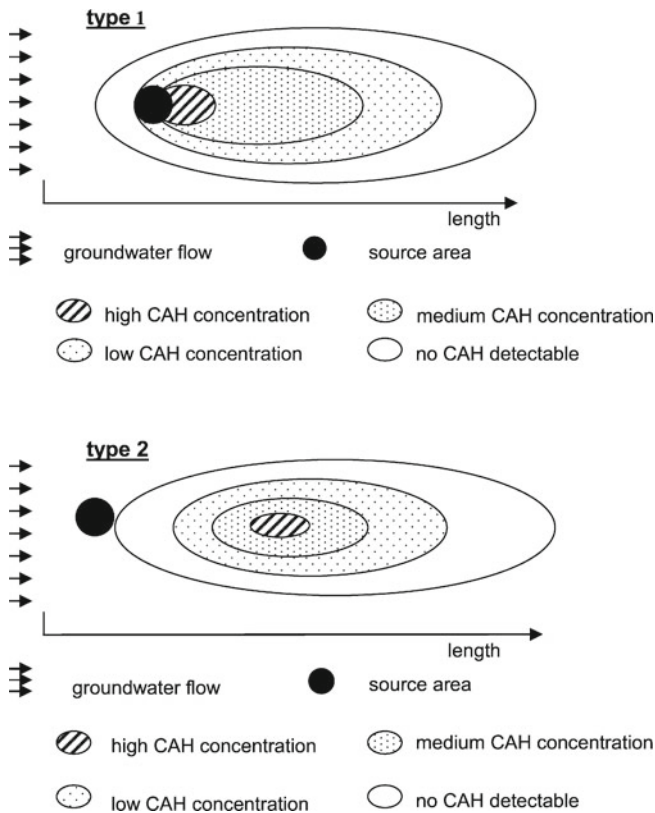 type 1
length
groundwater flow source area
high CAH concentration medium CAH concentration
low CAH concentration no CAH detectable
type 2
length
groundwater flow source area
high CAH concentration medium CAH concentration
low CAH concentration no CAH detectable